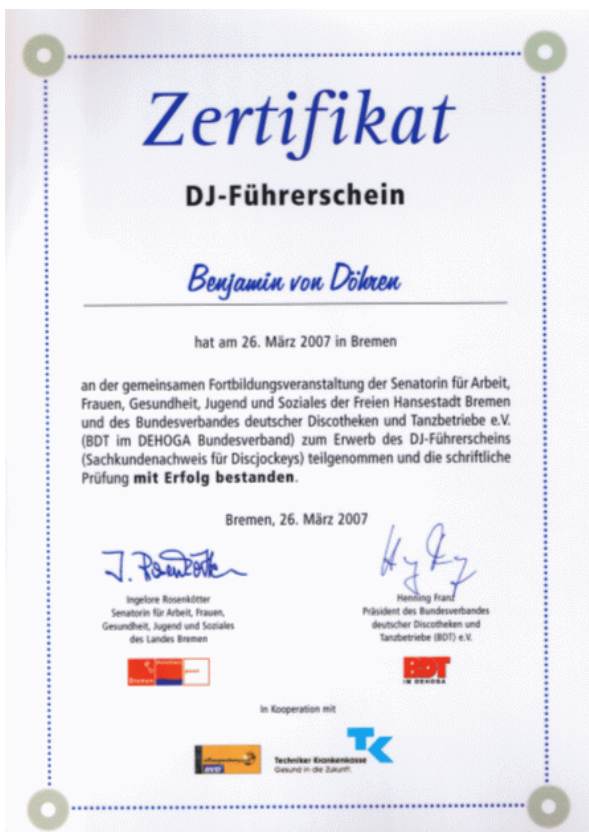 Zertifikat
DJ-Führerschein
Benjamin von Döhren
hat am 26. März 2007 in Bremen
an der gemeinsamen Fortbildungsveranstaltung der Senatorin für Arbeit,
Frauen, Gesundheit, Jugend und Soziales der Freien Hansestadt Bremen
und des Bundesverbandes deutscher Discotheken und Tanzbetriebe e.V.
(BDT im DEHOGA Bundesverband) zum Erwerb des DJ-Führerscheins
(Sachkundenachweis für Discjockeys) teilgenommen und die schriftliche
Prüfung mit Erfolg bestanden.
Bremen, 26. März 2007
I. Rosenkötter
Ingelore Rosenkötter
Senatorin für Arbeit, Frauen,
Gesundheit, Jugend und Soziales
des Landes Bremen
Henning Franz
Präsident des Bundesverbandes
deutscher Discotheken und
Tanzbetriebe (BDT) e.V.
Bremen
BDT
IM DEHOGA
In Kooperation mit
TK
Techniker Krankenkasse
Gesund in die Zukunft.